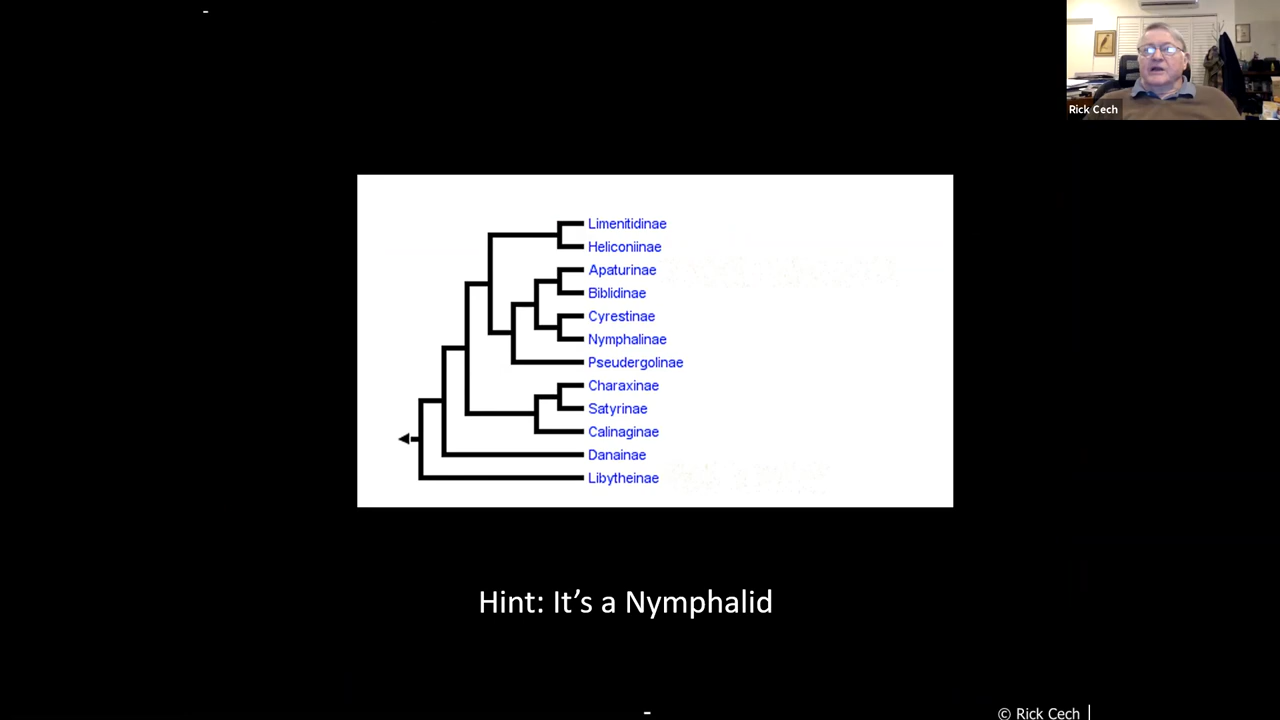 Rick Cech
Limenitidinae
Heliconiinae
Apaturinae
Biblidinae
Cyrestinae
Nymphalinae
Pseudergolinae
Charaxinae
Satyrinae
Calinaginae
Danainae
Libytheinae
Hint: It’s a Nymphalid
© Rick Cech